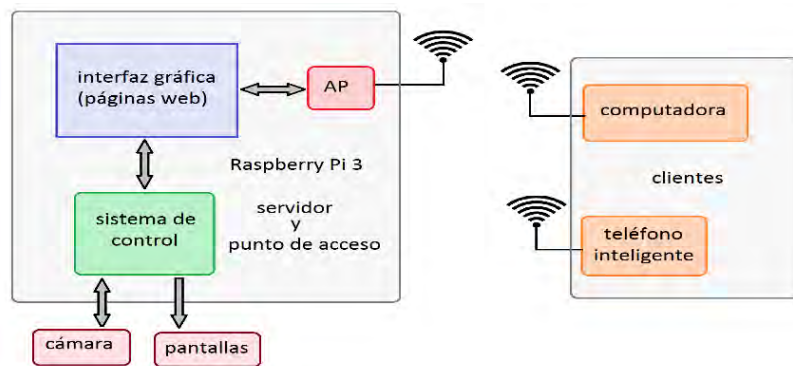 interfaz gráfica
(páginas web)
AP
Raspberry Pi 3
servidor
y
punto de acceso
sistema de
control
cámara
pantallas
computadora
clientes
teléfono
inteligente